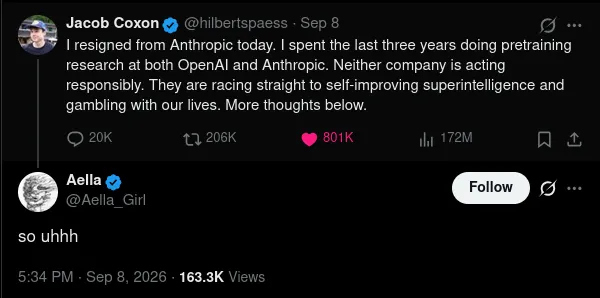 Jacob Coxon @hilbertspaess · Sep 8
I resigned from Anthropic today. I spent the last three years doing pretraining
research at both OpenAI and Anthropic. Neither company is acting
responsibly. They are racing straight to self-improving superintelligence and
gambling with our lives. More thoughts below.
20K 206K 801K 172M
Aella
@Aella_Girl
Follow
so uhhh
5:34 PM · Sep 8, 2026 · 163.3K Views